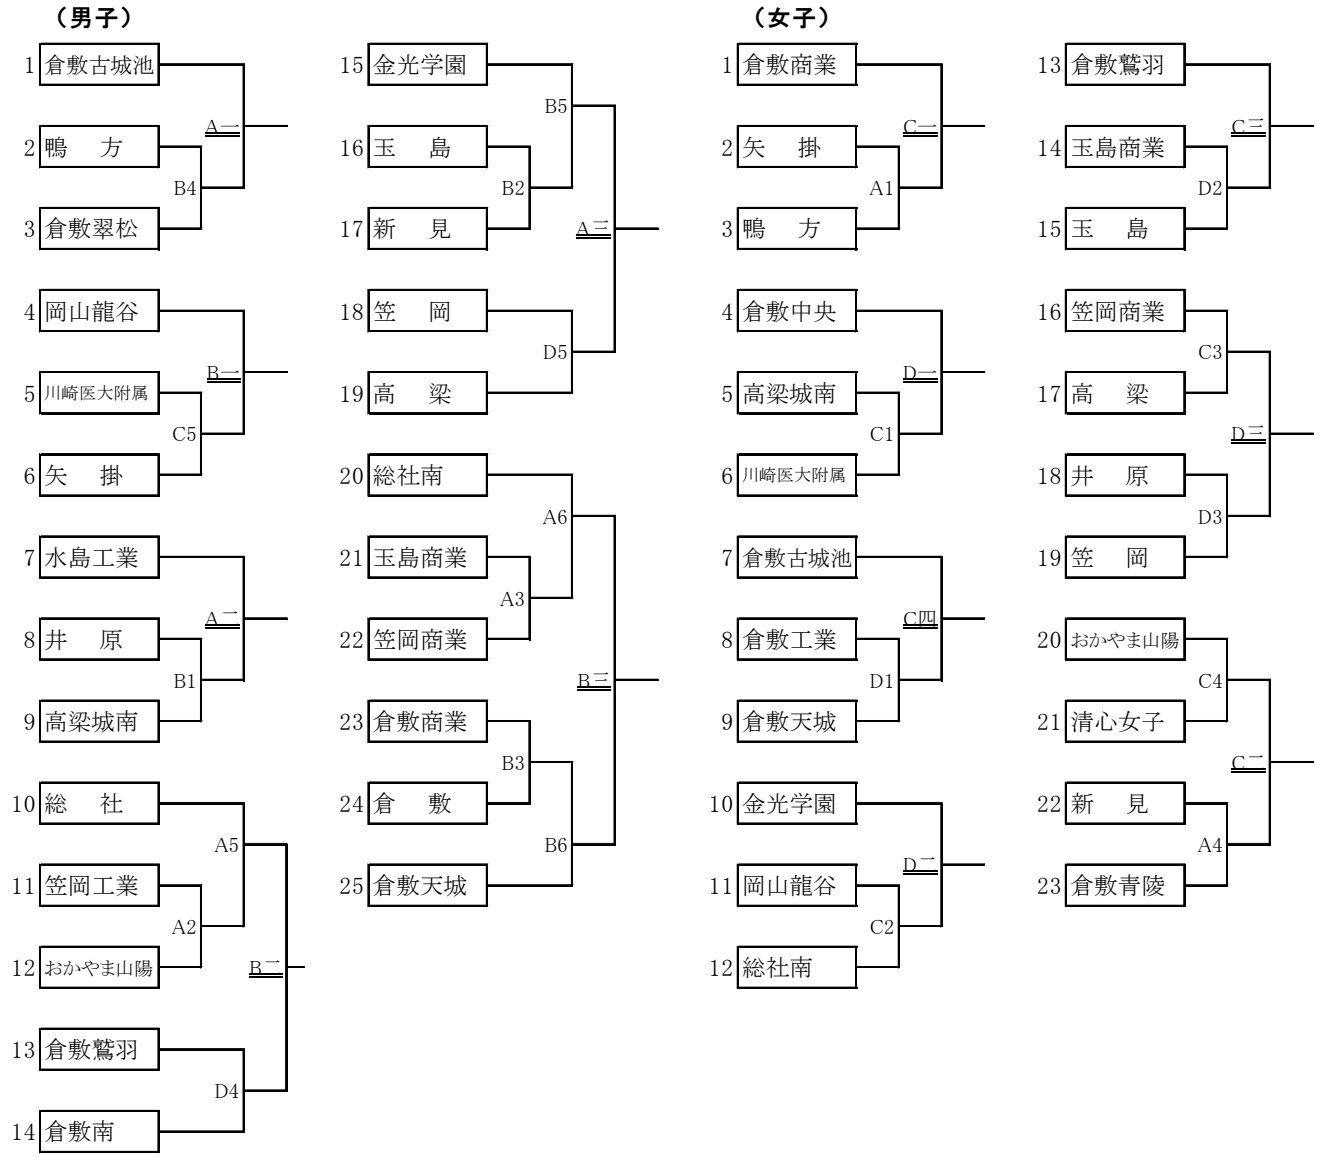 （男子）
1 倉敷古城池
A一
2 鴨 方
B4
3 倉敷翠松
4 岡山龍谷
B一
5 川崎医大附属
C5
6 矢 掛
7 水島工業
A二
8 井 原
B1
9 高梁城南
10 総 社
A5
11 笠岡工業
A2
12 おかやま山陽
B二
13 倉敷鷲羽
D4
14 倉敷南
15 金光学園
B5
16 玉 島
B2
17 新 見
A三
18 笠 岡
D5
19 高 梁
20 総社南
A6
21 玉島商業
A3
22 笠岡商業
B三
23 倉敷商業
B3
24 倉 敷
B6
25 倉敷天城
（女子）
1 倉敷商業
C一
2 矢 掛
A1
3 鴨 方
4 倉敷中央
D一
5 高梁城南
C1
6 川崎医大附属
7 倉敷古城池
C四
8 倉敷工業
D1
9 倉敷天城
10 金光学園
D二
11 岡山龍谷
C2
12 総社南
13 倉敷鷲羽
C三
14 玉島商業
D2
15 玉 島
16 笠岡商業
C3
17 高 梁
D三
18 井 原
D3
19 笠 岡
20 おかやま山陽
C4
21 清心女子
C二
22 新 見
A4
23 倉敷青陵